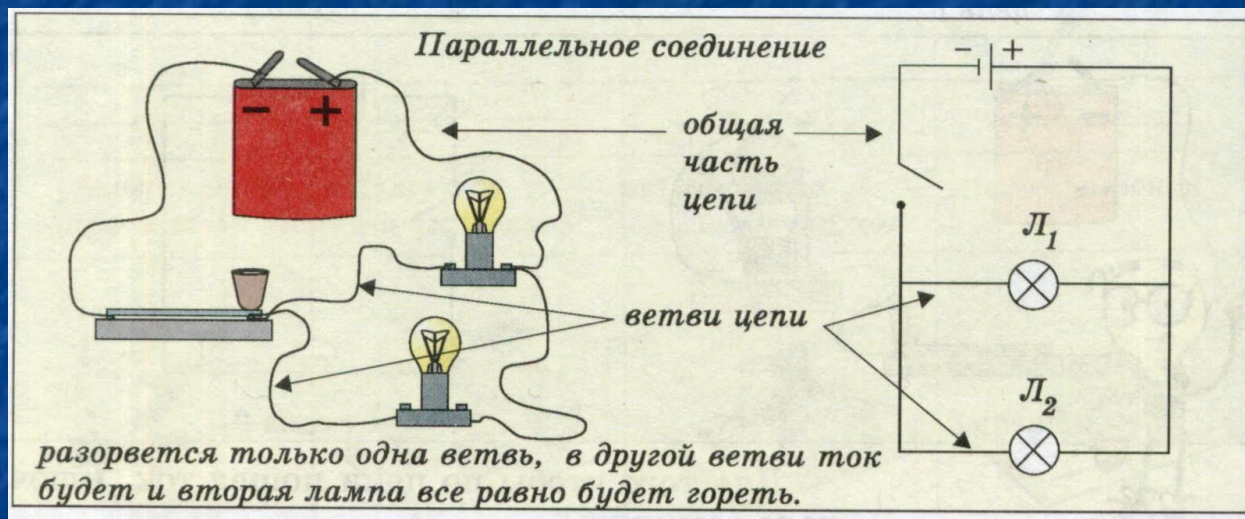 Параллельное соединение
− +
− +
общая
часть
цепи
Л1
ветви цепи
Л2
разорвется только одна ветвь, в другой ветви ток
будет и вторая лампа все равно будет гореть.